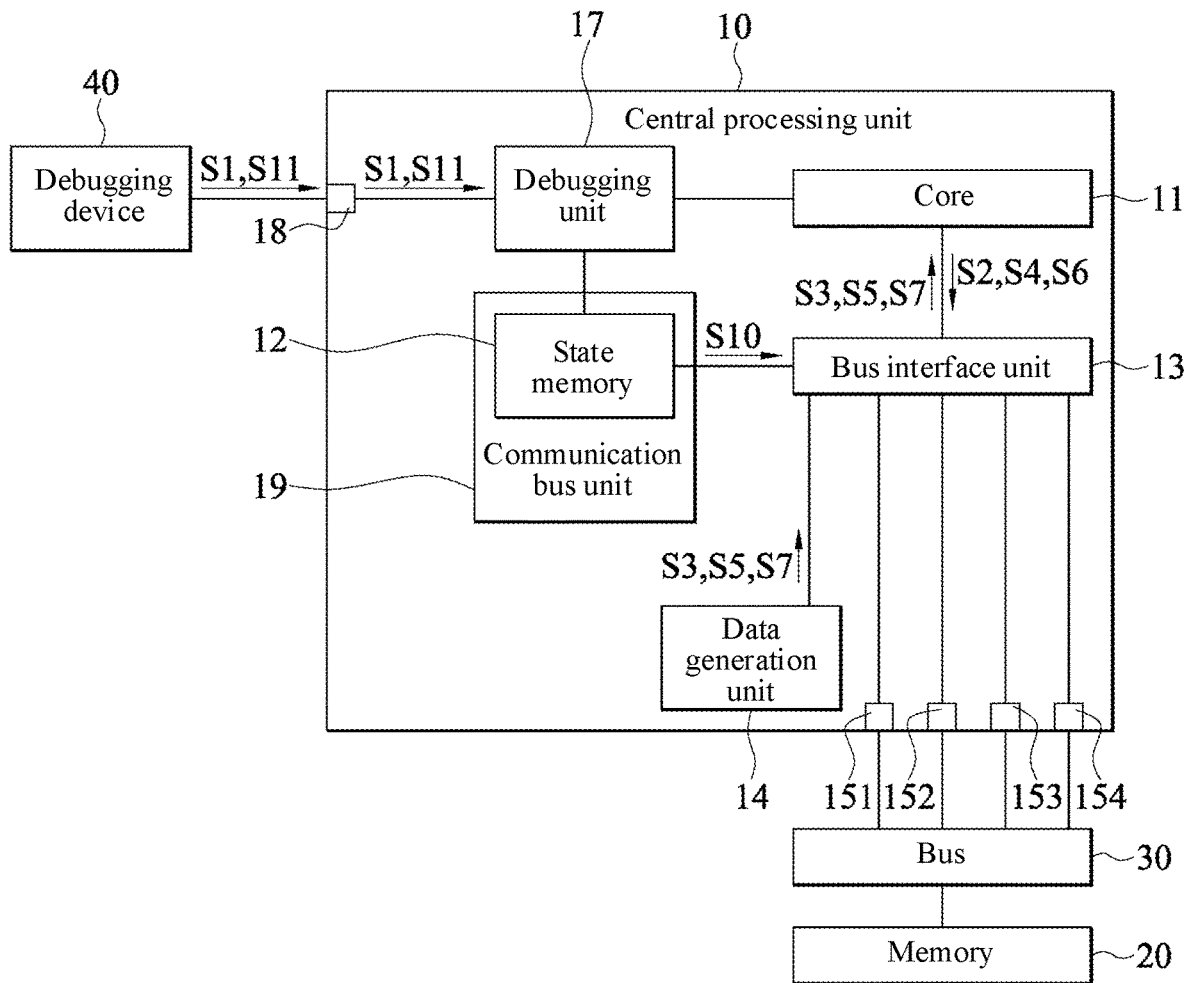 10
17
40
Central processing unit
S1,S11
S1,S11
Debugging
device
Debugging
unit
Core
11
18
S2,S4,S6
S3,S5,S7
12
State
memory
S10
Bus interface unit
13
Communication
bus unit
19
S3,S5,S7
Data
generation
unit
14
151
152
153
154
Bus
30
Memory
20